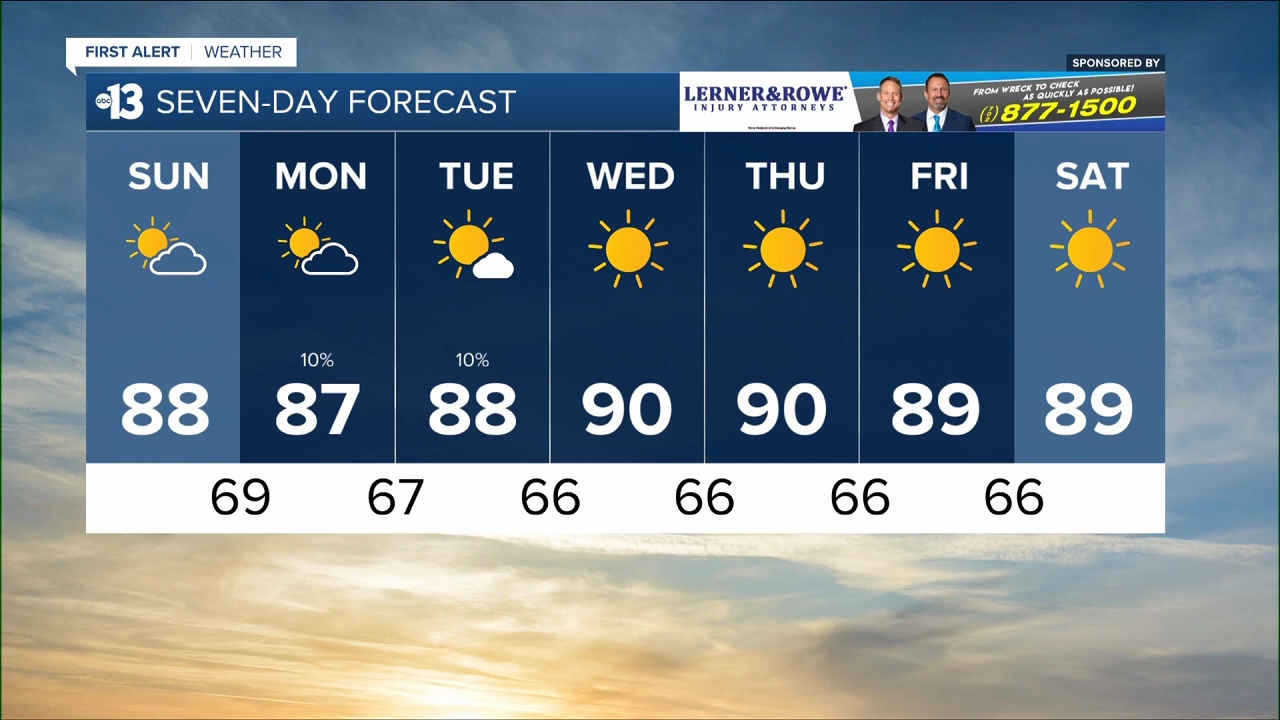 FIRST ALERT | WEATHER
SPONSORED BY
abc 13 SEVEN-DAY FORECAST
LERNER&ROWE
INJURY ATTORNEYS
FROM WRECK TO CHECK
AS QUICKLY AS POSSIBLE!
(702) 877-1500
SUN MON TUE WED THU FRI SAT
10% 10%
88 87 88 90 90 89 89
69 67 66 66 66 66